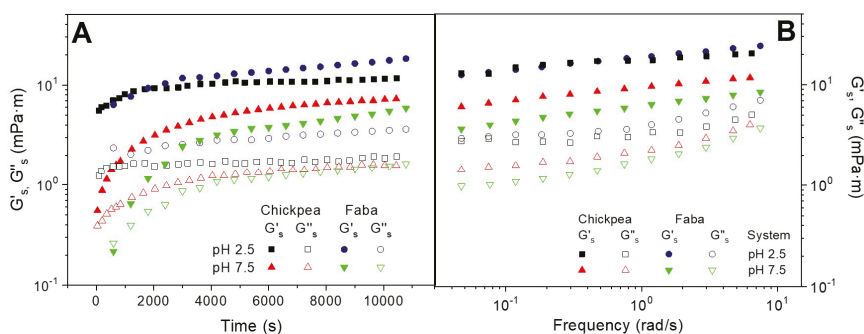 A
B
10¹
10⁰
10⁻¹
G'ₛ, G''ₛ (mPa·m)
Chickpea Faba
G'ₛ G''ₛ G'ₛ G''ₛ
pH 2.5
pH 7.5
0 2000 4000 6000 8000 10000
Time (s)
Chickpea Faba
G'ₛ G''ₛ G'ₛ G''ₛ System
pH 2.5
pH 7.5
10⁻¹ 10⁰ 10¹
Frequency (rad/s)
10¹
10⁰
10⁻¹
G'ₛ, G''ₛ (mPa·m)